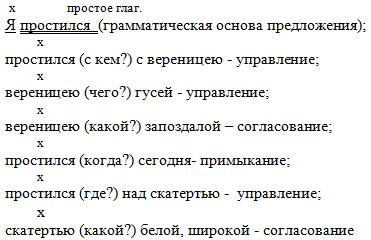 х простое глаг.
Я простился (грамматическая основа предложения);
х
простился (с кем?) с вереницею - управление;
х
вереницею (чего?) гусей - управление;
х
вереницею (какой?) запоздалой – согласование;
х
простился (когда?) сегодня- примыкание;
х
простился (где?) над скатертью - управление;
х
скатертью (какой?) белой, широкой - согласование